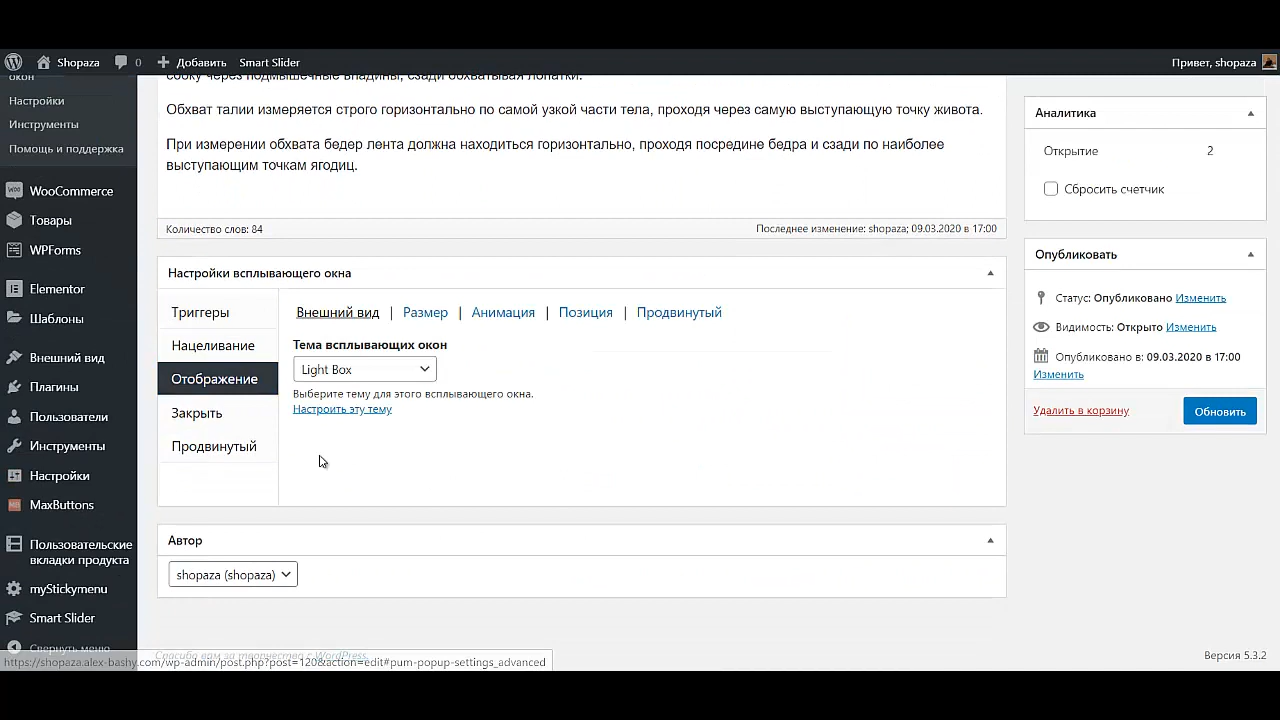 Shopaza
0
Добавить
Smart Slider
Привет, shopaza
окон
Настройки
Инструменты
Помощь и поддержка
WooCommerce
Товары
WPForms
Elementor
Шаблоны
Внешний вид
Плагины
Пользователи
Инструменты
Настройки
MaxButtons
Пользовательские
вкладки продукта
myStickymenu
Smart Slider
Свернуть меню
сбоку через подмышечные впадины, сзади обхватывая лопатки.
Обхват талии измеряется строго горизонтально по самой узкой части тела, проходя через самую выступающую точку живота.
При измерении обхвата бедер лента должна находиться горизонтально, проходя посредине бедра и сзади по наиболее
выступающим точкам ягодиц.
Количество слов: 84
Последнее изменение: shopaza; 09.03.2020 в 17:00
Настройки всплывающего окна
Триггеры
Нацеливание
Отображение
Закрыть
Продвинутый
Внешний вид | Размер | Анимация | Позиция | Продвинутый
Тема всплывающих окон
Light Box
Выберите тему для этого всплывающего окна.
Настроить эту тему
Автор
shopaza (shopaza)
Спасибо вам за творчество с WordPress.
https://shopaza.alex-bashy.com/wp-admin/post.php?post=120&action=edit#pum-popup-settings_advanced
Аналитика
Открытие 2
Сбросить счетчик
Опубликовать
Статус: Опубликовано Изменить
Видимость: Открыто Изменить
Опубликовано в: 09.03.2020 в 17:00
Изменить
Удалить в корзину
Обновить
Версия 5.3.2